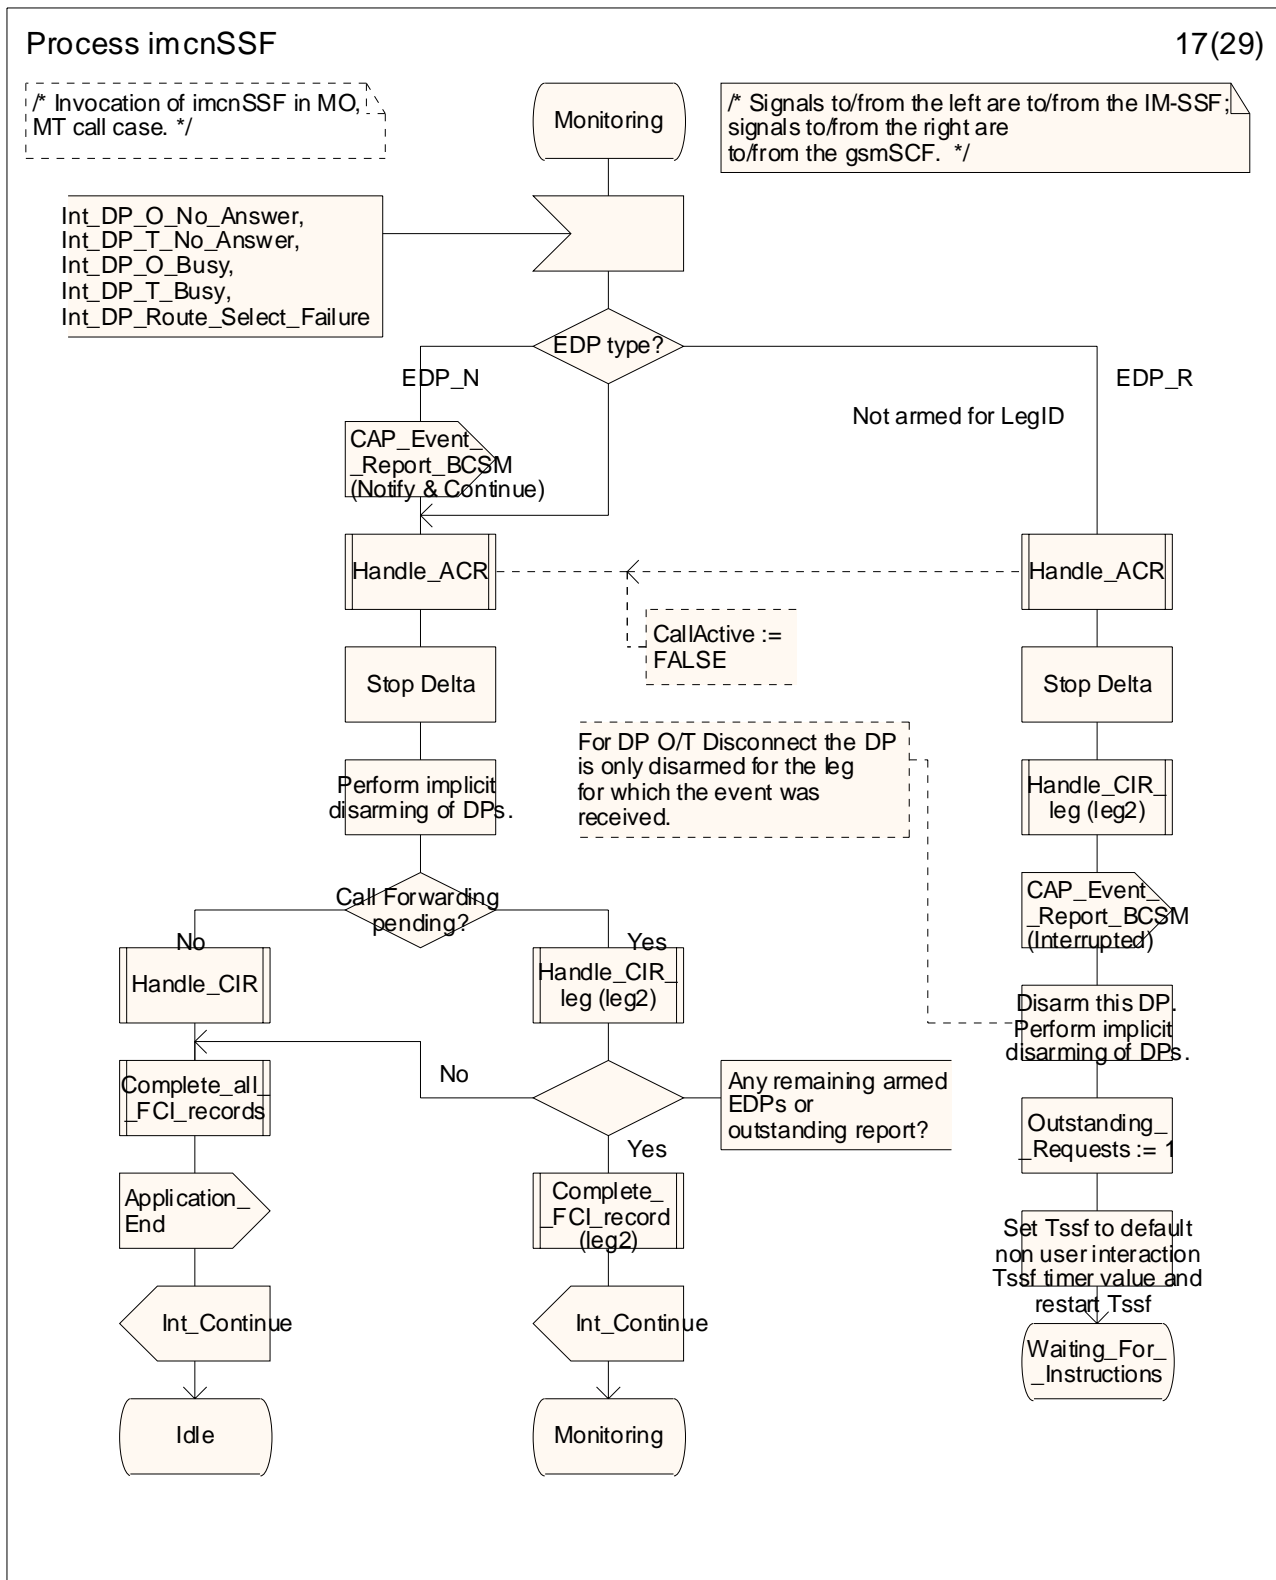 Process imcnSSF
17(29)
/* Invocation of imcnSSF in MO,
MT call case. */
Monitoring
/* Signals to/from the left are to/from the IM-SSF;
signals to/from the right are
to/from the gsmSCF.  */
Int_DP_O_No_Answer,
Int_DP_T_No_Answer,
Int_DP_O_Busy,
Int_DP_T_Busy,
Int_DP_Route_Select_Failure
EDP type?
EDP_N
EDP_R
Not armed for LegID
CAP_Event_
_Report_BCSM
(Notify & Continue)
Handle_ACR
Handle_ACR
CallActive :=
FALSE
Stop Delta
Stop Delta
For DP O/T Disconnect the DP
is only disarmed for the leg
for which the event was
received.
Perform implicit
disarming of DPs.
Handle_CIR_
leg (leg2)
Call Forwarding
pending?
CAP_Event_
_Report_BCSM
(Interrupted)
No
Yes
Handle_CIR
Handle_CIR_
leg (leg2)
Disarm this DP.
Perform implicit
disarming of DPs.
No
Any remaining armed
EDPs or
outstanding report?
Complete_all_
_FCI_records
Yes
Outstanding_
_Requests := 1
Application_
End
Complete_
_FCI_record
(leg2)
Set Tssf to default
non user interaction
Tssf timer value and
restart Tssf
Int_Continue
Int_Continue
Waiting_For_
_Instructions
Idle
Monitoring